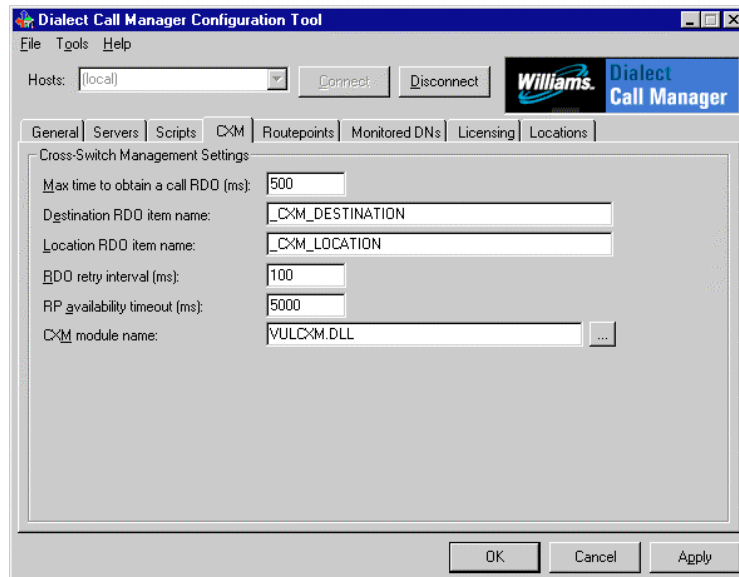 Dialect Call Manager Configuration Tool
File Tools Help
Hosts: (local) Connect Disconnect
Williams. Dialect Call Manager
General Servers Scripts CXM Routepoints Monitored DNs Licensing Locations
Cross-Switch Management Settings
Max time to obtain a call RDO (ms): 500
Destination RDO item name: _CXM_DESTINATION
Location RDO item name: _CXM_LOCATION
RDO retry interval (ms): 100
RP availability timeout (ms): 5000
CXM module name: VULCXM.DLL ...
OK Cancel Apply